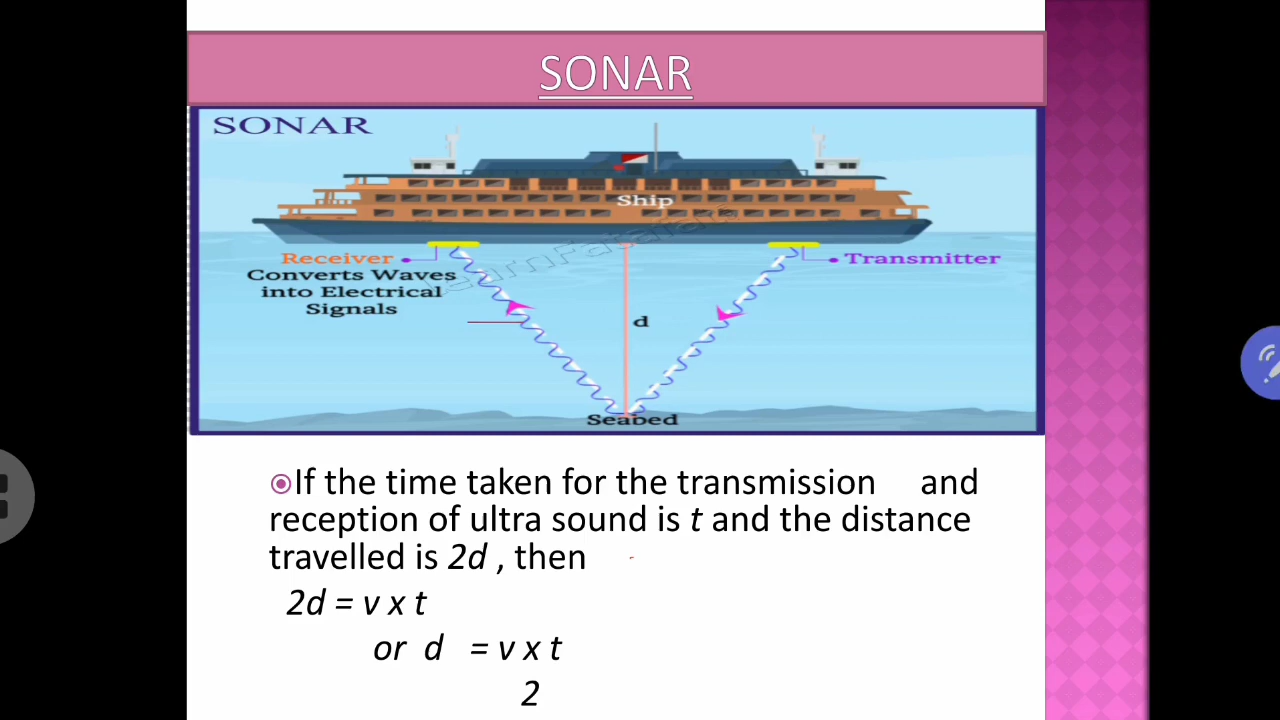 SONAR
SONAR
Ship
LearnFatafat
Receiver
Transmitter
Converts Waves
into Electrical
Signals
d
Seabed
If the time taken for the transmission and
reception of ultra sound is t and the distance
travelled is 2d , then
2d = v x t
or d = v x t
2